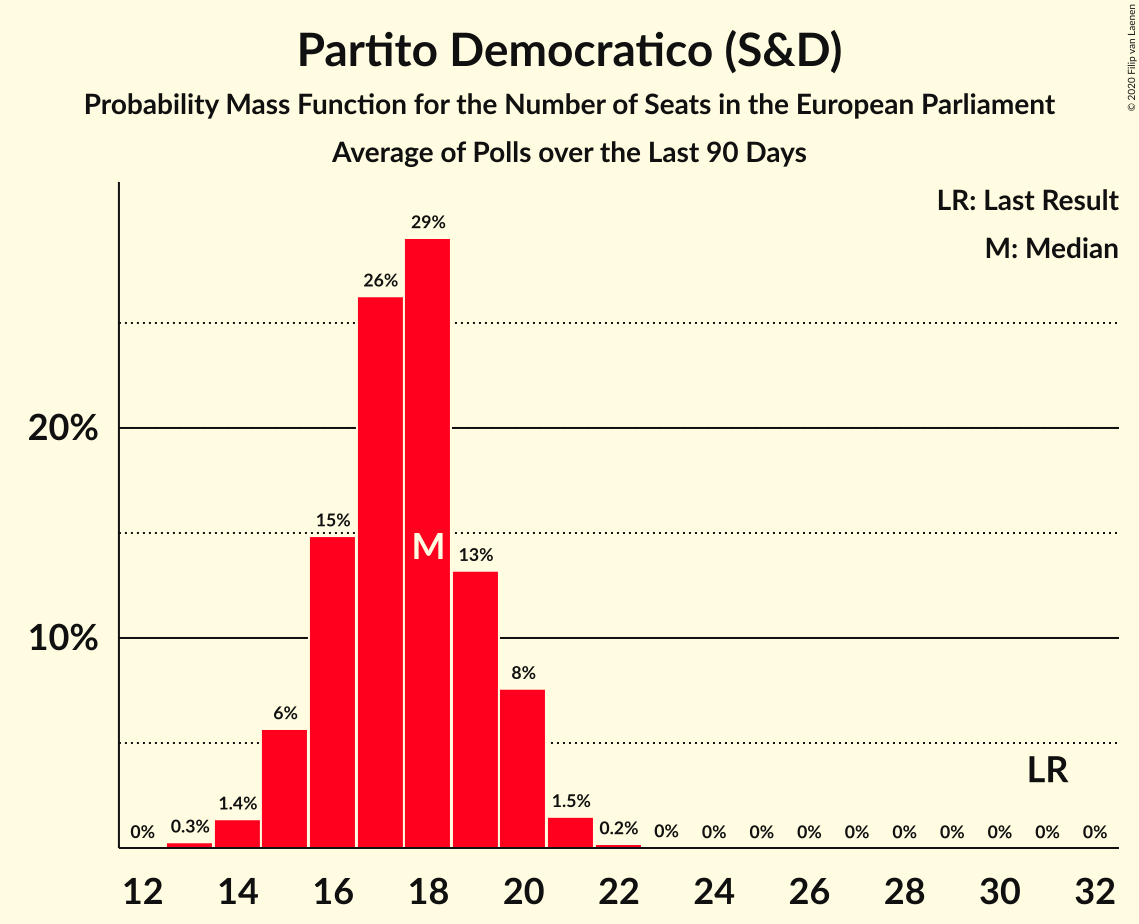 Partito Democratico (S&D)
Probability Mass Function for the Number of Seats in the European Parliament
Average of Polls over the Last 90 Days
© 2020 Filip van Laenen
LR: Last Result
M: Median
29%
26%
20%
15%
M
13%
10%
8%
6%
LR
1.4%
1.5%
0% 0.3% 0.2% 0% 0% 0% 0% 0% 0% 0% 0% 0% 0%
12 14 16 18 20 22 24 26 28 30 32